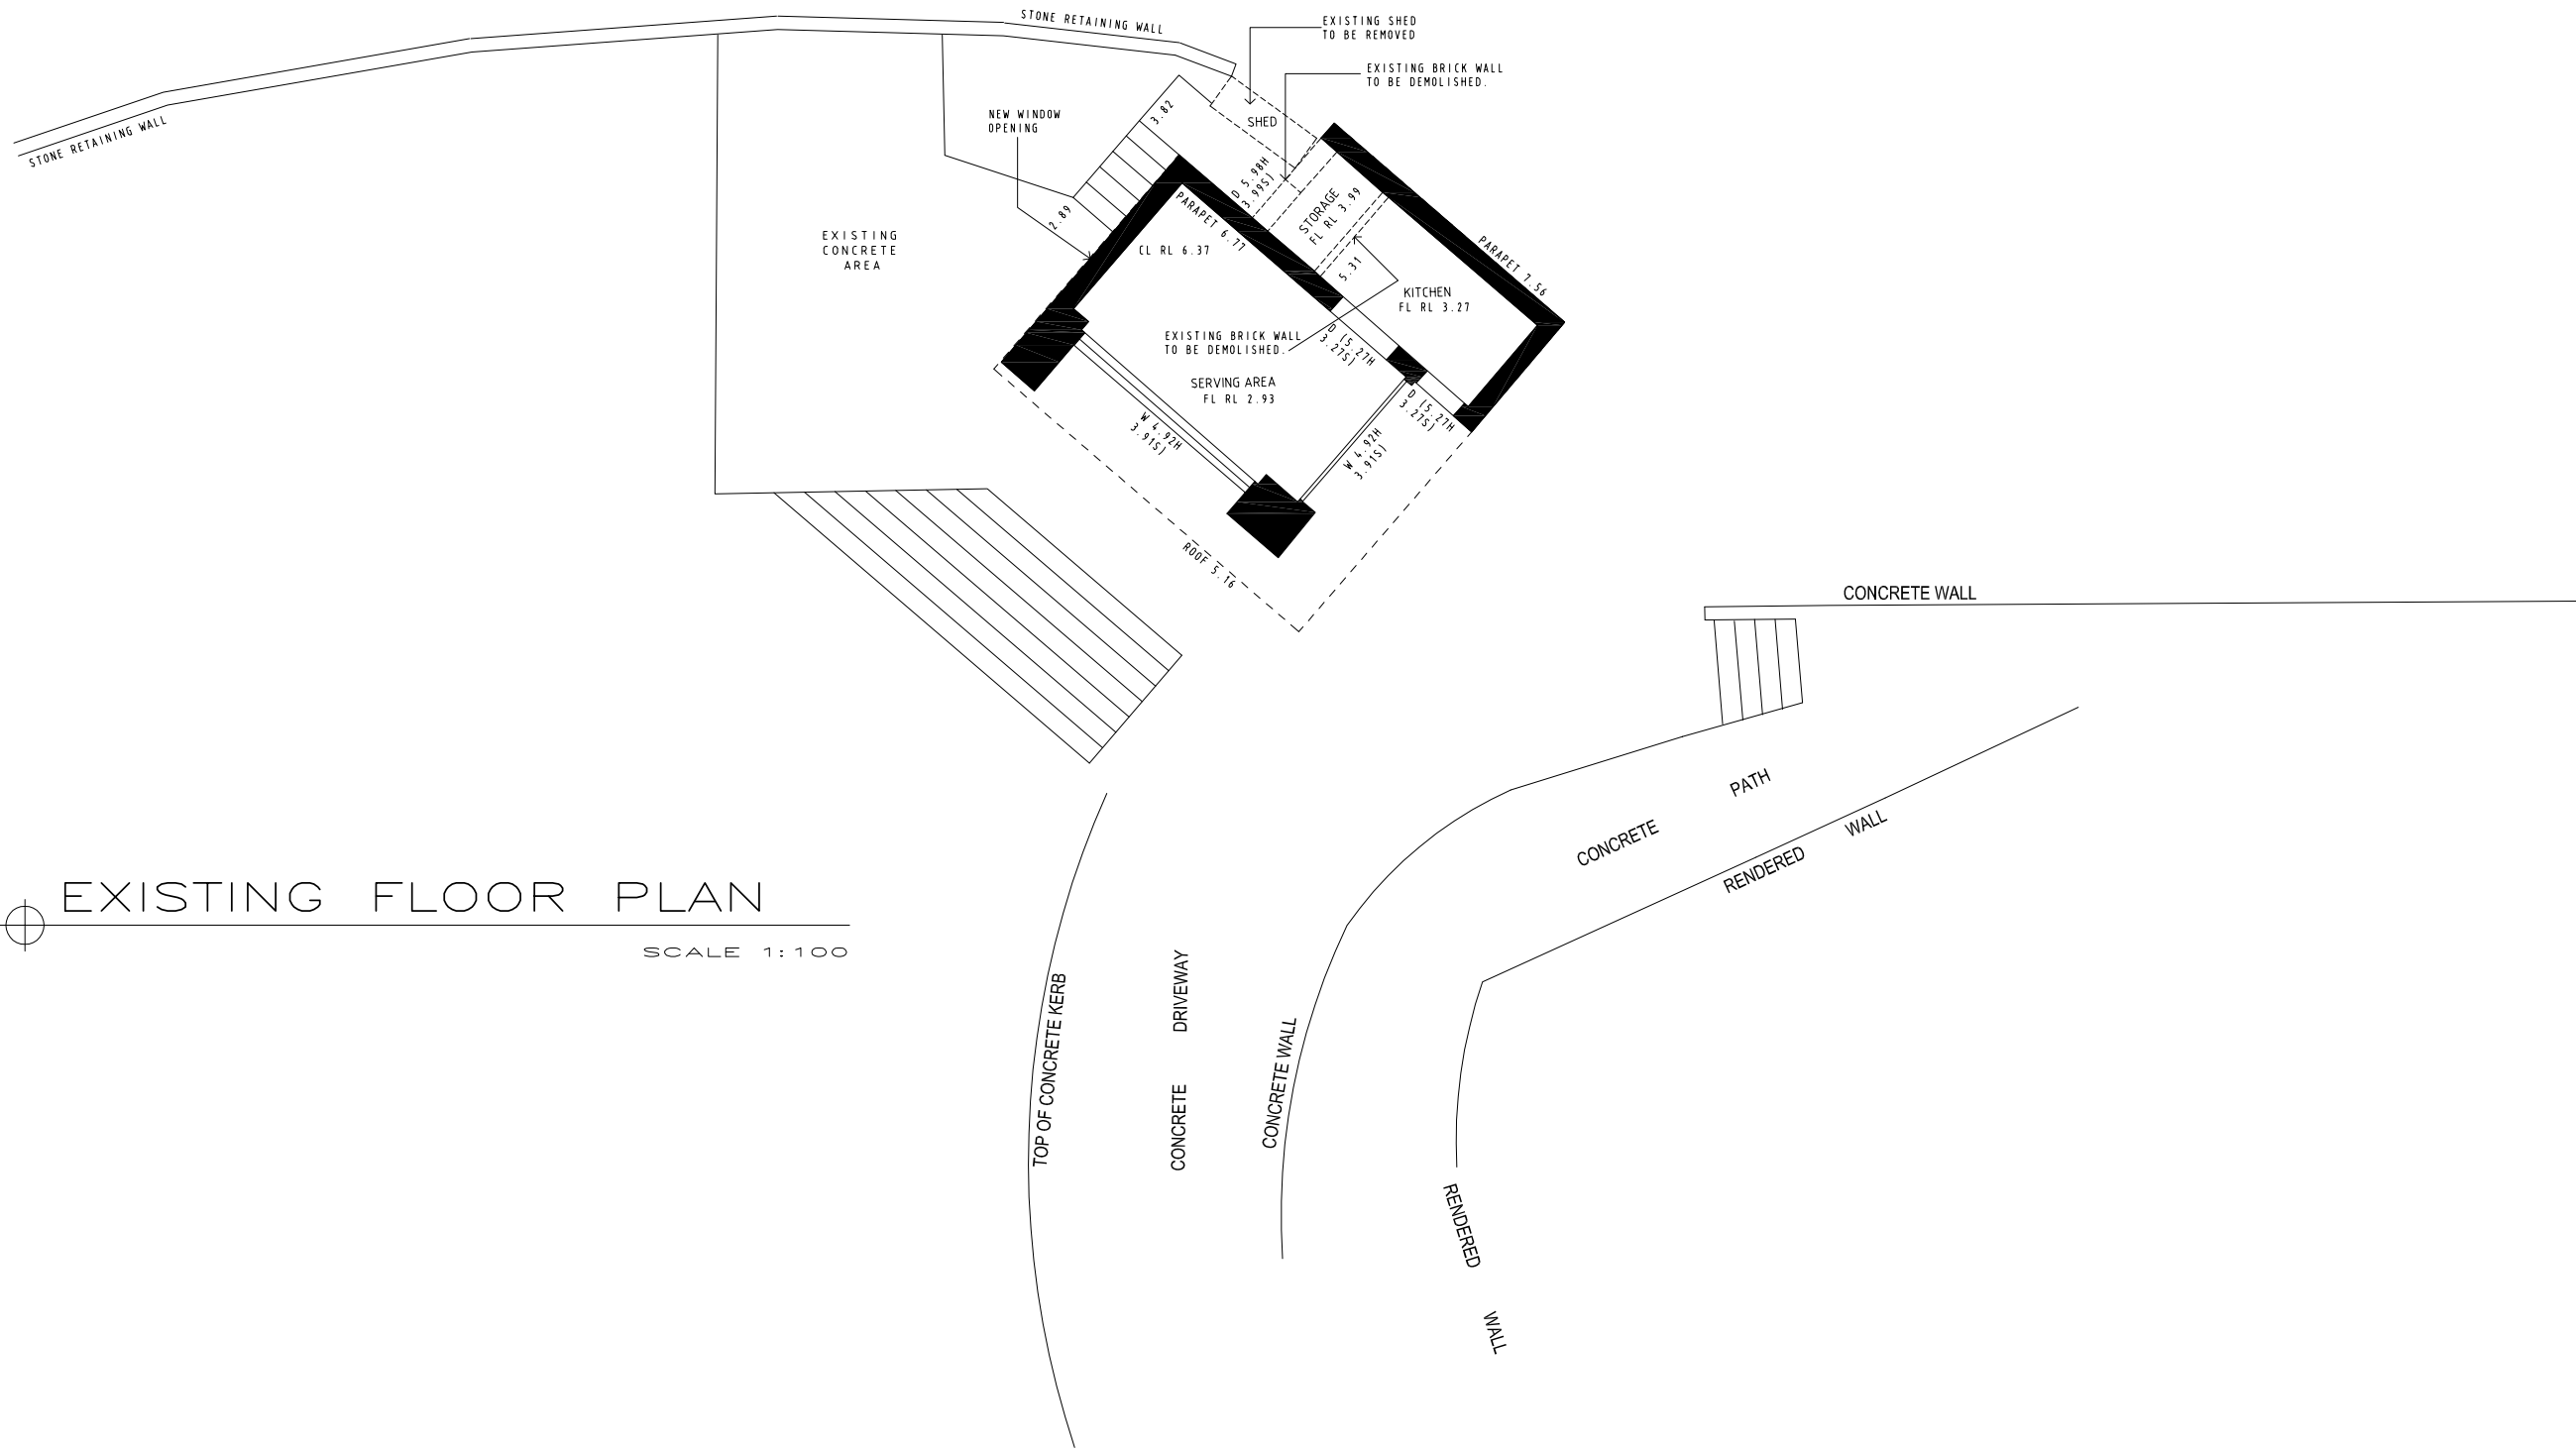 STONE RETAINING WALL
EXISTING SHED
TO BE REMOVED
EXISTING BRICK WALL
TO BE DEMOLISHED.
STONE RETAINING WALL
NEW WINDOW
OPENING
3.82
SHED
2.89
D 5.98H
3.99S)
STORAGE
FL RL 3.99
PARAPET 6.77
PARAPET 7.56
EXISTING
CONCRETE
AREA
CL RL 6.37
5.31
KITCHEN
FL RL 3.27
EXISTING BRICK WALL
TO BE DEMOLISHED.
D (5.27H
3.27S)
SERVING AREA
FL RL 2.93
D (5.27H
3.27S)
W 4.92H
3.91S)
W 4.92H
3.91S)
ROOF 5.16
CONCRETE WALL
CONCRETE PATH
RENDERED WALL
EXISTING FLOOR PLAN
SCALE 1:100
TOP OF CONCRETE KERB
CONCRETE DRIVEWAY
CONCRETE WALL
RENDERED WALL